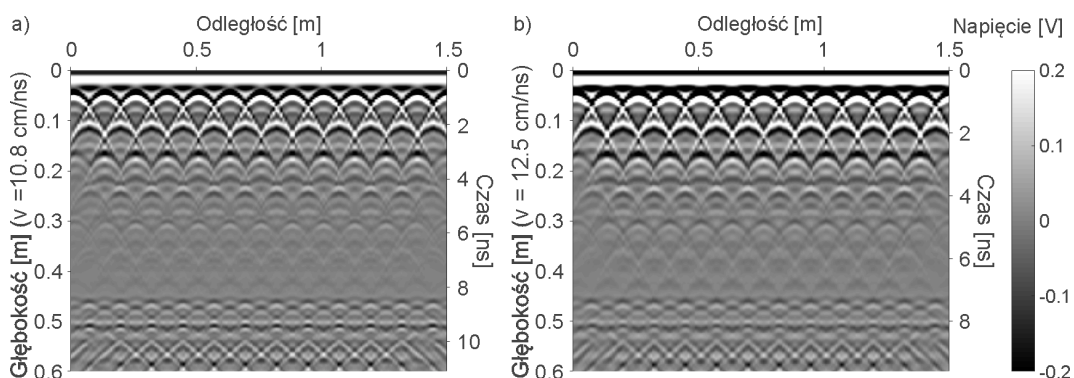 a)
Odległość [m]
0 0.5 1 1.5
Głębokość [m] (v =10.8 cm/ns)
0
0.1
0.2
0.3
0.4
0.5
0.6
Czas [ns]
0
2
4
6
8
10
b)
Odległość [m]
0 0.5 1 1.5
Głębokość [m] (v = 12.5 cm/ns)
0
0.1
0.2
0.3
0.4
0.5
0.6
Czas [ns]
0
2
4
6
8
Napięcie [V]
0.2
0.1
0
-0.1
-0.2